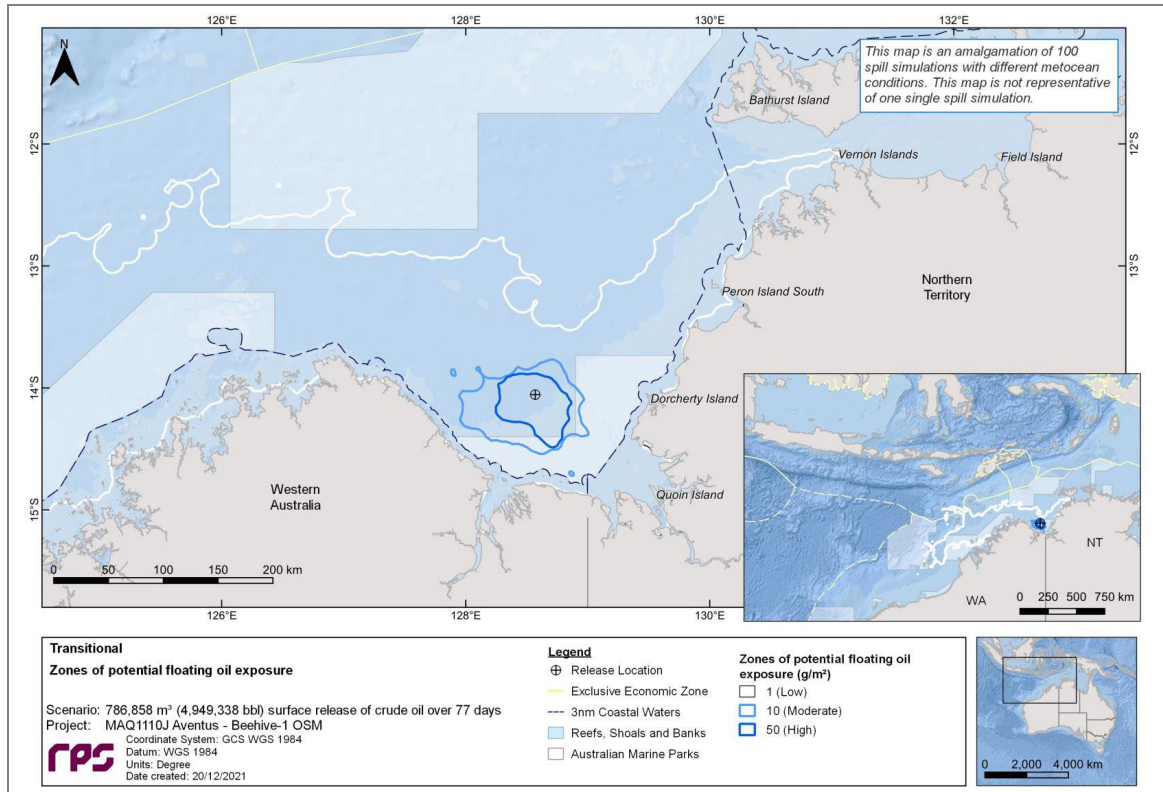 126°E
128°E
130°E
132°E
N
This map is an amalgamation of 100
spill simulations with different metocean
conditions. This map is not representative
of one single spill simulation.
Bathurst Island
12°S
12°S
Vernon Islands
Field Island
13°S
13°S
Northern
Territory
Peron Island South
14°S
Dorcherty Island
Western
Australia
Quoin Island
15°S
0 50 100 150 200 km
NT
WA
0 250 500 750 km
126°E
128°E
130°E
Transitional
Zones of potential floating oil exposure
Scenario: 786,858 m³ (4,949,338 bbl) surface release of crude oil over 77 days
Project: MAQ1110J Aventus - Beehive-1 OSM
rps
Coordinate System: GCS WGS 1984
Datum: WGS 1984
Units: Degree
Date created: 20/12/2021
Legend
Release Location
Exclusive Economic Zone
3nm Coastal Waters
Reefs, Shoals and Banks
Australian Marine Parks
Zones of potential floating oil
exposure (g/m²)
1 (Low)
10 (Moderate)
50 (High)
0 2,000 4,000 km